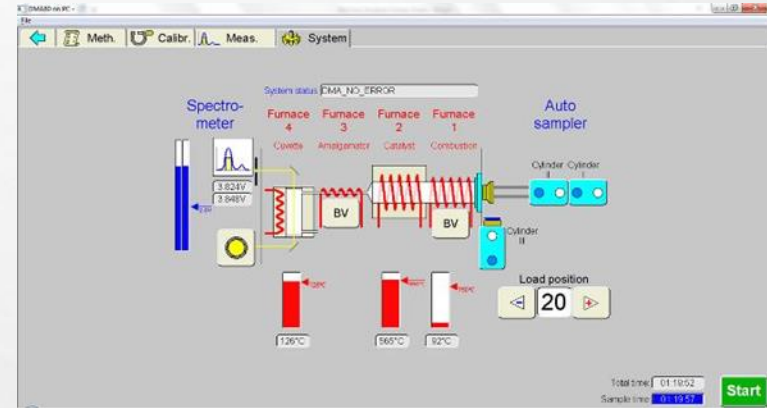 DMA80 on PC -
File
Meth. Calibr. Meas. System
System status DMA_NO_ERROR
Spectro-
meter
Furnace Furnace Furnace Furnace
4 3 2 1
Cuvette Amalgamator Catalyst Combustion
Auto
sampler
Cylinder Cylinder
II I
3.824V
3.848V
BV
BV
Cylinder
III
Load position
20
126°C 565°C 92°C
Total time: 01:19:52
Sample time: 01:19:57
Start